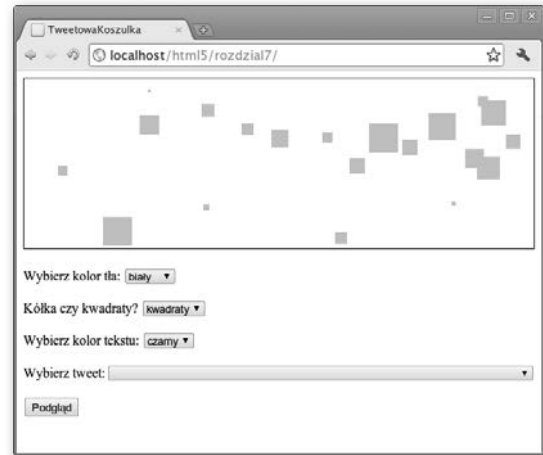 TweetowaKoszulka
localhost/html5/rozdzial7/
Wybierz kolor tła: biały
Kółka czy kwadraty? kwadraty
Wybierz kolor tekstu: czarny
Wybierz tweet:
Podgląd